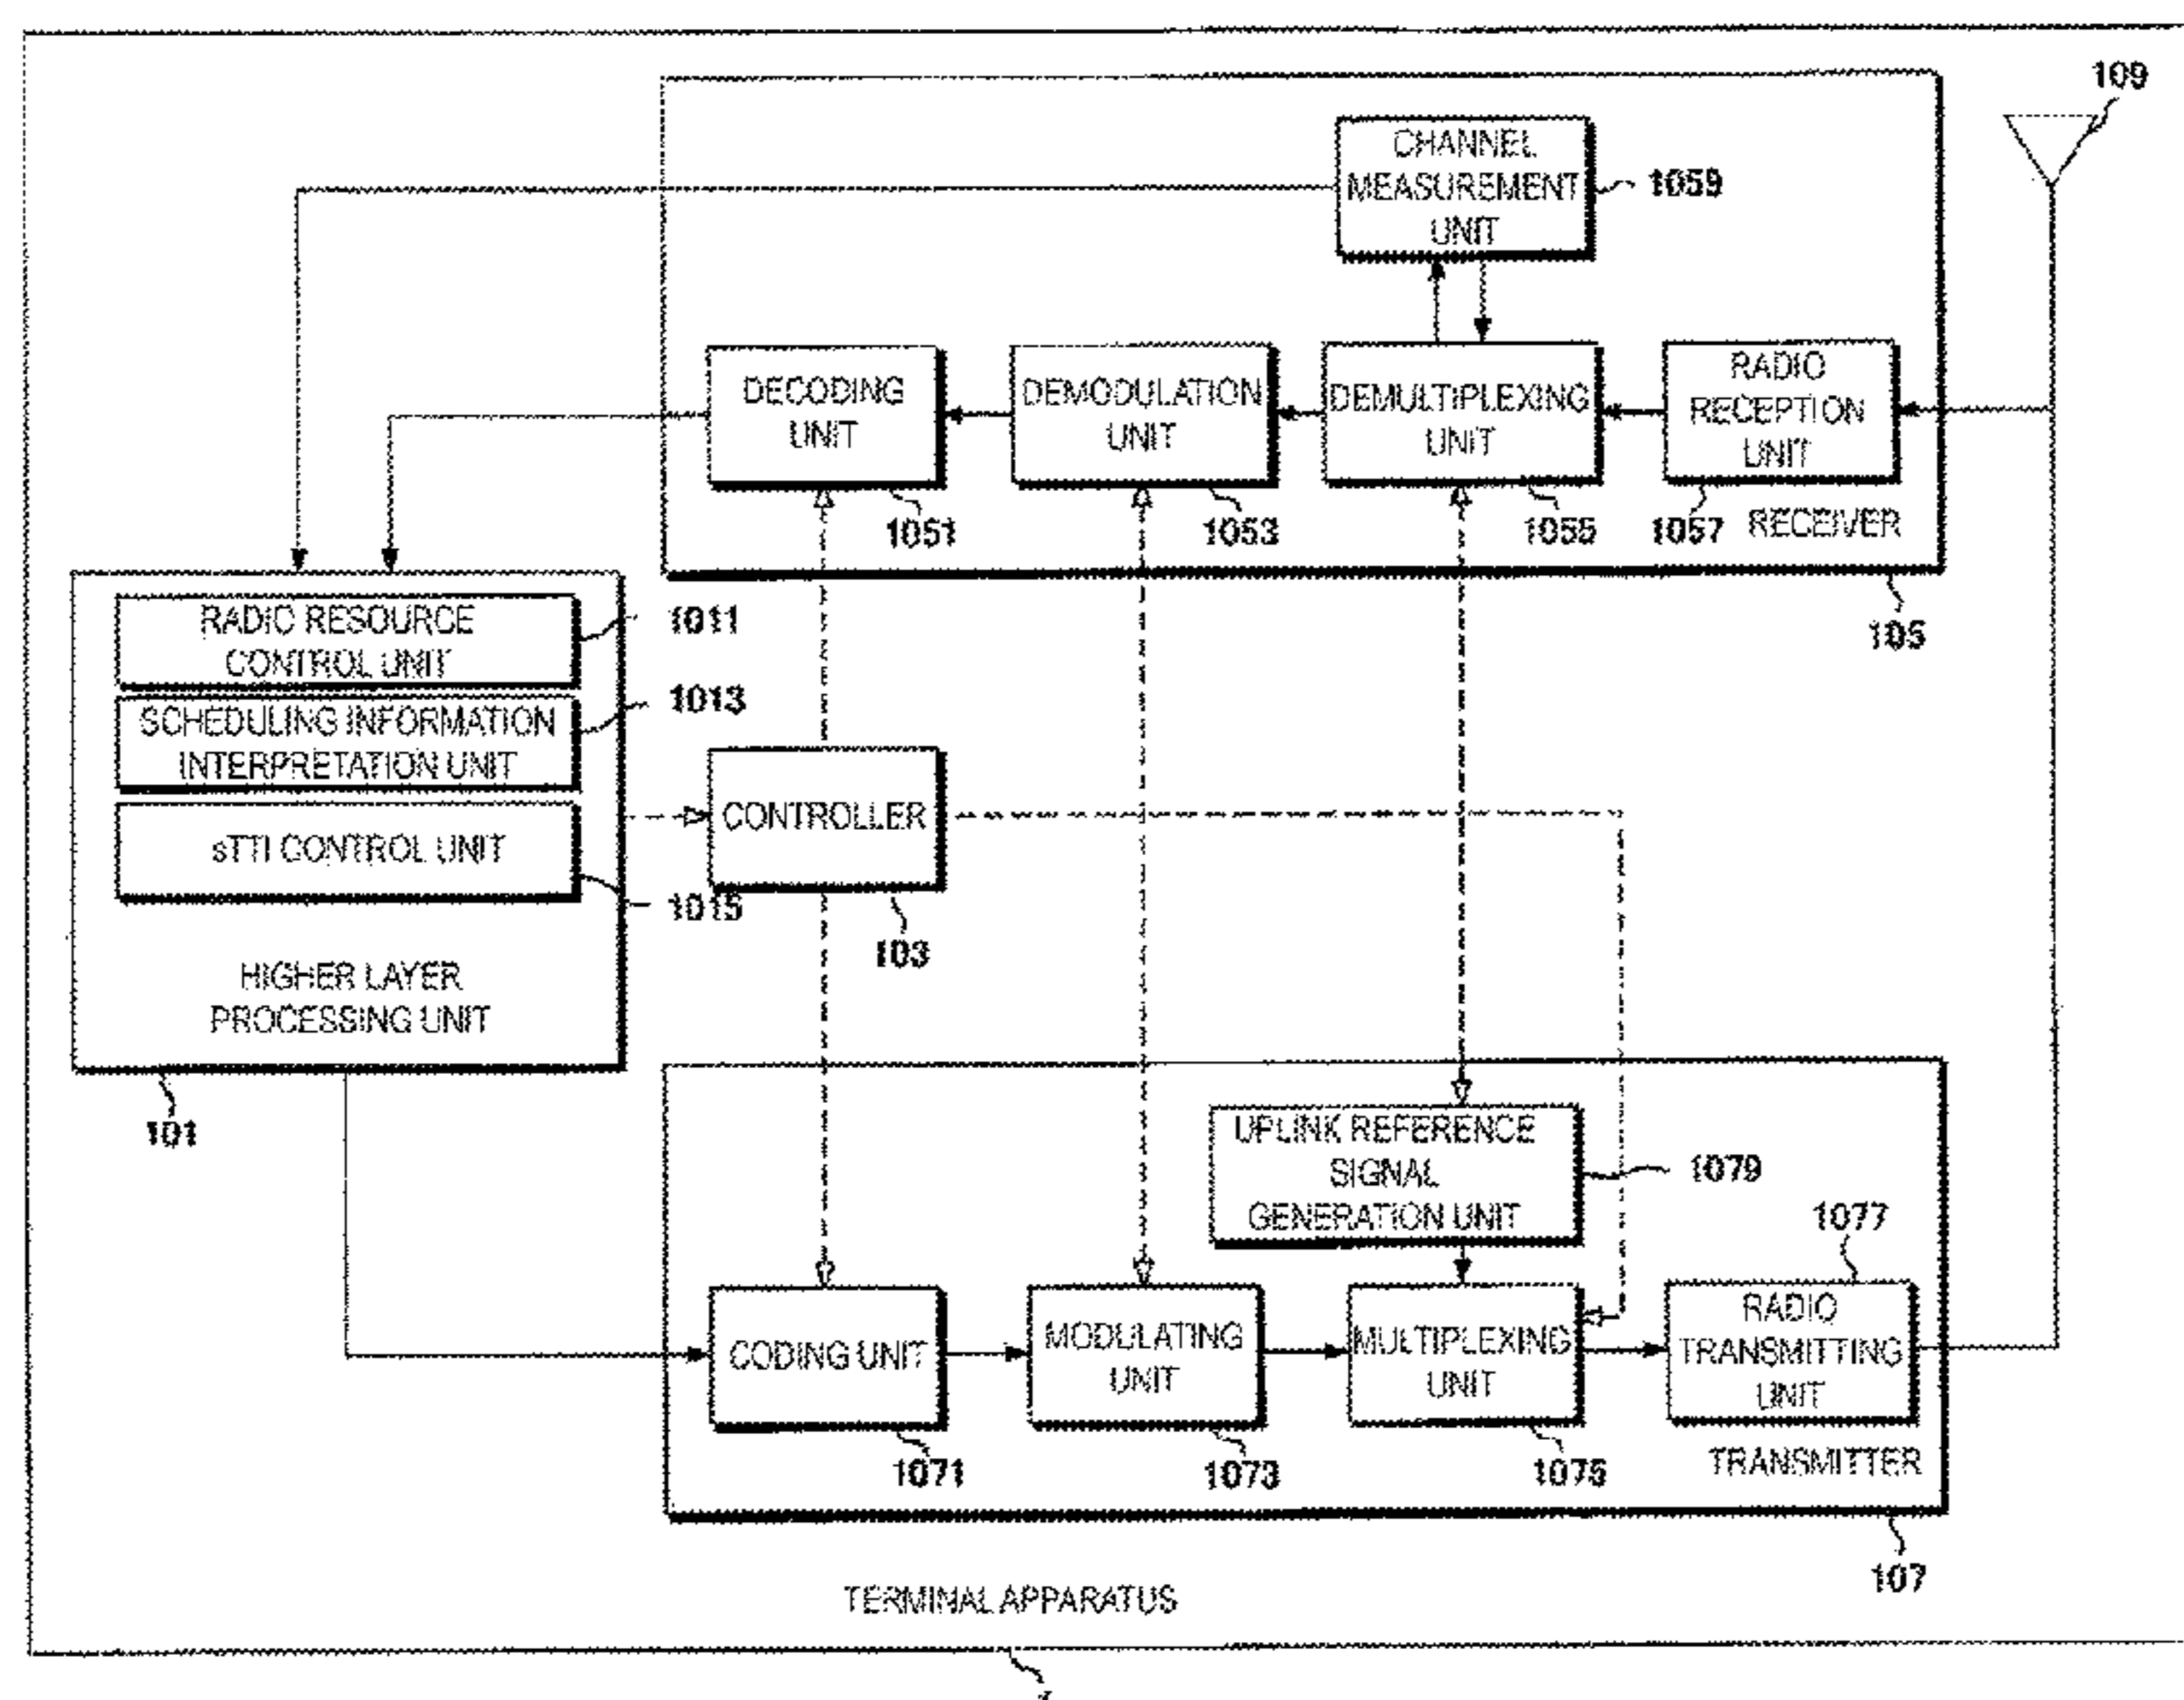 109
CHANNEL
MEASUREMENT
UNIT
1059
DECODING
UNIT
DEMODULATION
UNIT
DEMULTIPLEXING
UNIT
RADIO
RECEPTION
UNIT
1051
1053
1055
1057
RECEIVER
105
RADIO RESOURCE
CONTROL UNIT
1011
SCHEDULING INFORMATION
INTERPRETATION UNIT
1013
sTTI CONTROL UNIT
1015
HIGHER LAYER
PROCESSING UNIT
101
CONTROLLER
103
UPLINK REFERENCE
SIGNAL
GENERATION UNIT
1079
1077
CODING UNIT
MODULATING
UNIT
MULTIPLEXING
UNIT
RADIO
TRANSMITTING
UNIT
1071
1073
1075
TRANSMITTER
107
TERMINAL APPARATUS